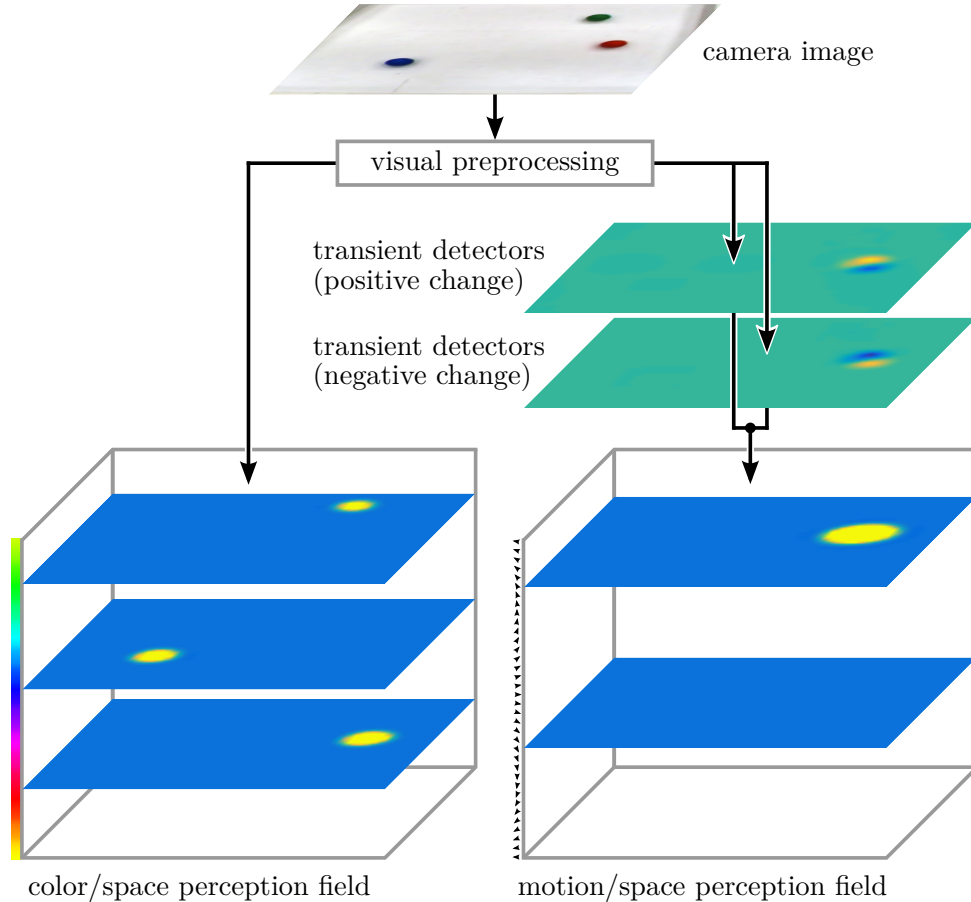 camera image
visual preprocessing
transient detectors
(positive change)
transient detectors
(negative change)
color/space perception field
motion/space perception field